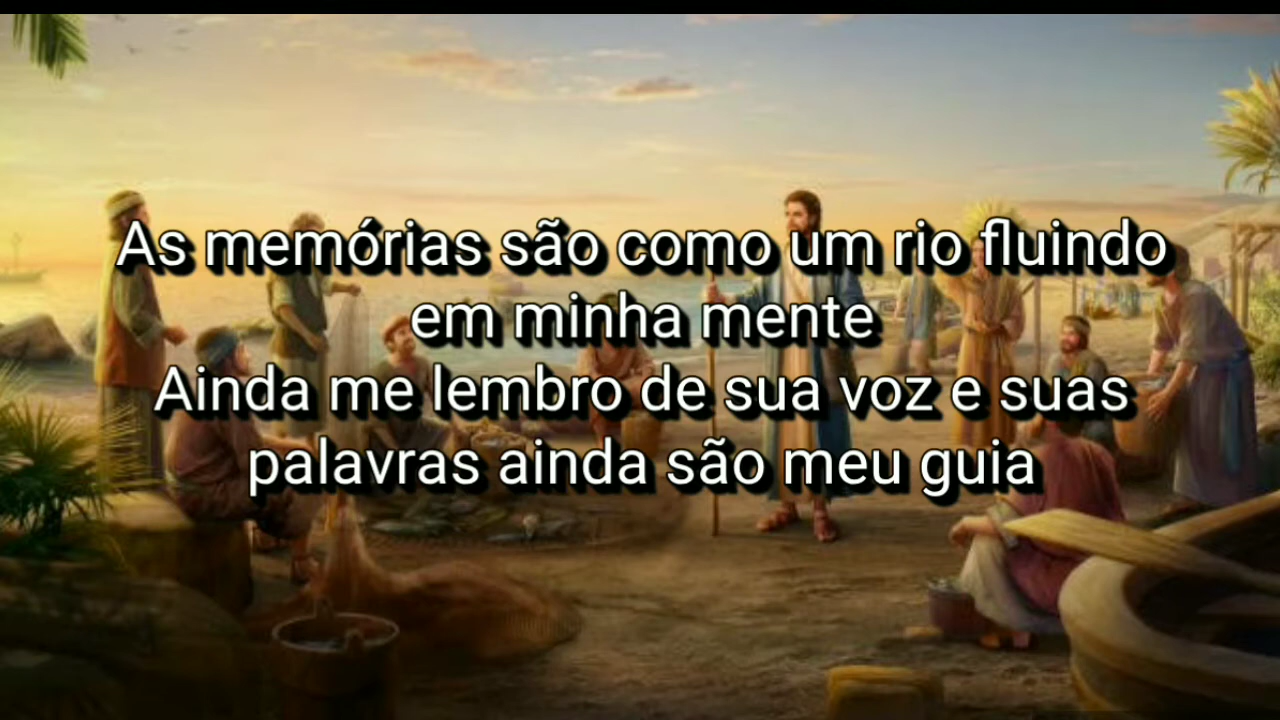 As memórias são como um rio fluindo
em minha mente
Ainda me lembro de sua voz e suas
palavras ainda são meu guia